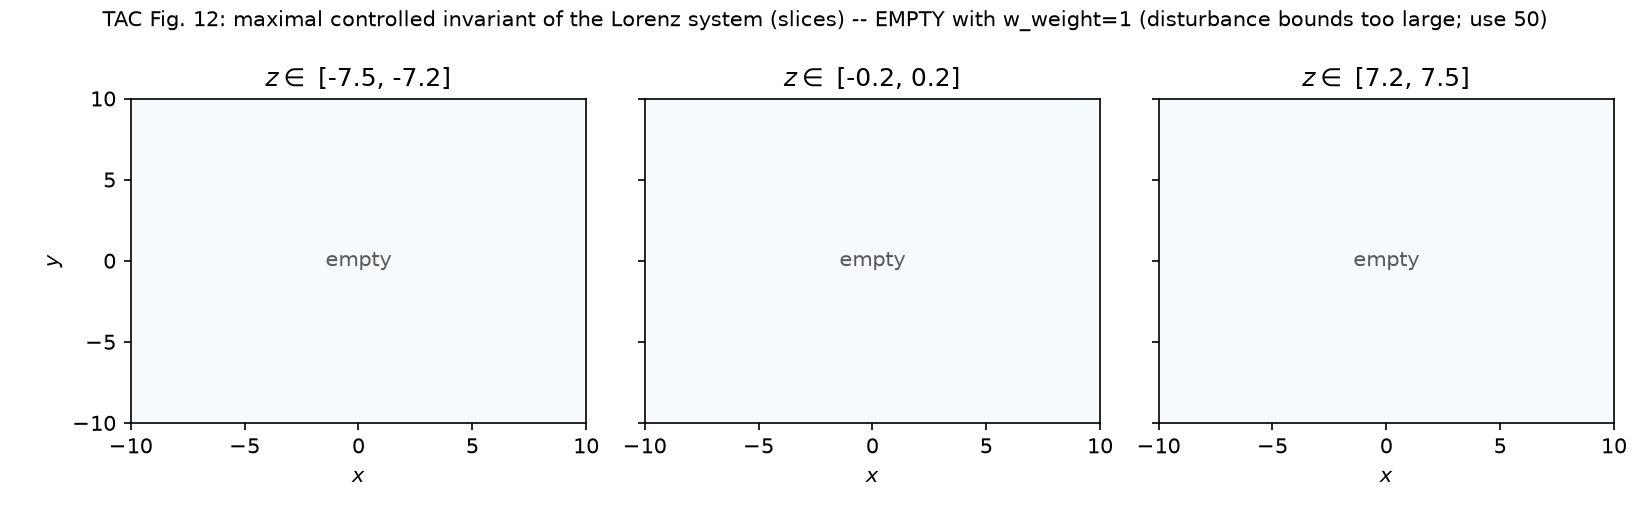 TAC Fig. 12: maximal controlled invariant of the Lorenz system (slices) -- EMPTY with w_weight=1 (disturbance bounds too large; use 50)
z∈ [-7.5, -7.2]
z∈ [-0.2, 0.2]
z∈ [7.2, 7.5]
10
5
0
−5
−10
y
empty
empty
empty
−10 −5 0 5 10
−10 −5 0 5 10
−10 −5 0 5 10
x
x
x